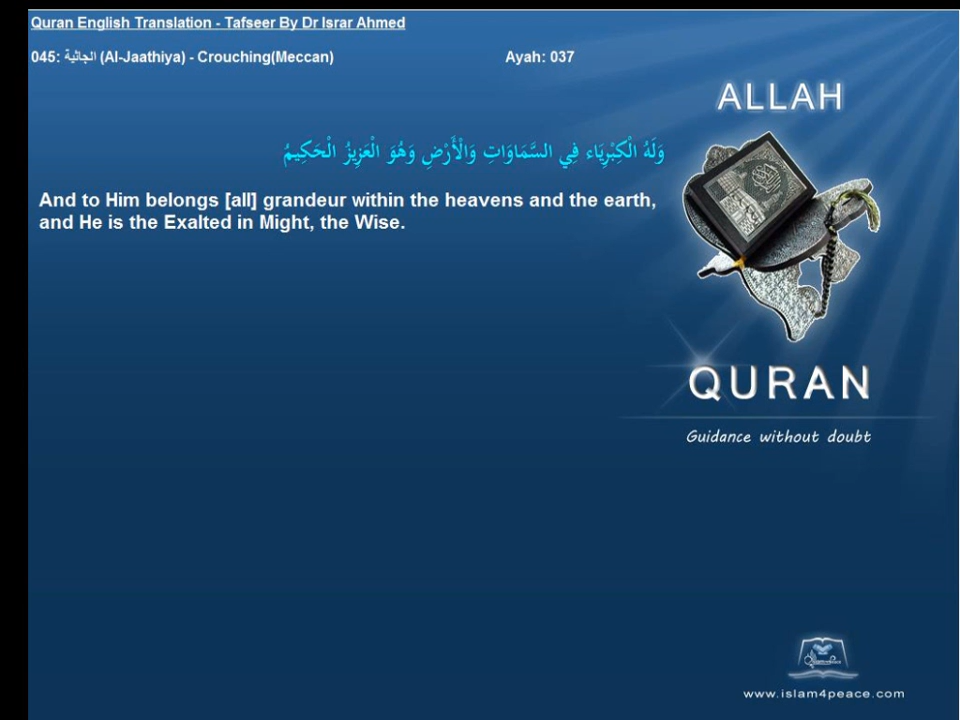 Quran English Translation - Tafseer By Dr Israr Ahmed
045: الجاثية (Al-Jaathiya) - Crouching(Meccan) Ayah: 037
ALLAH
وَلَهُ الْكِبْرِيَاء فِي السَّمَاوَاتِ وَالْأَرْضِ وَهُوَ الْعَزِيزُ الْحَكِيمُ
And to Him belongs [all] grandeur within the heavens and the earth,
and He is the Exalted in Might, the Wise.
QURAN
Guidance without doubt
www.islam4peace.com